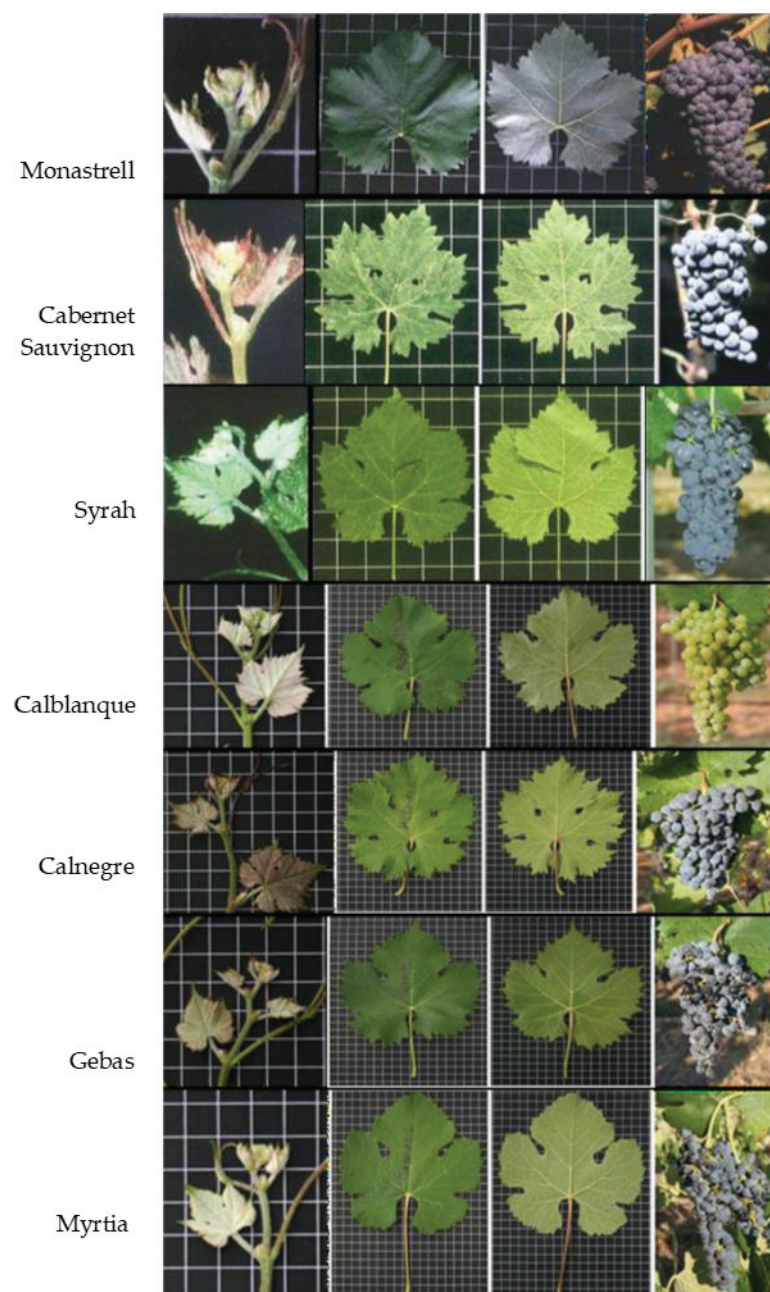 Monastrell
Cabernet
Sauvignon
Syrah
Calblanque
Calnegre
Gebas
Myrtia